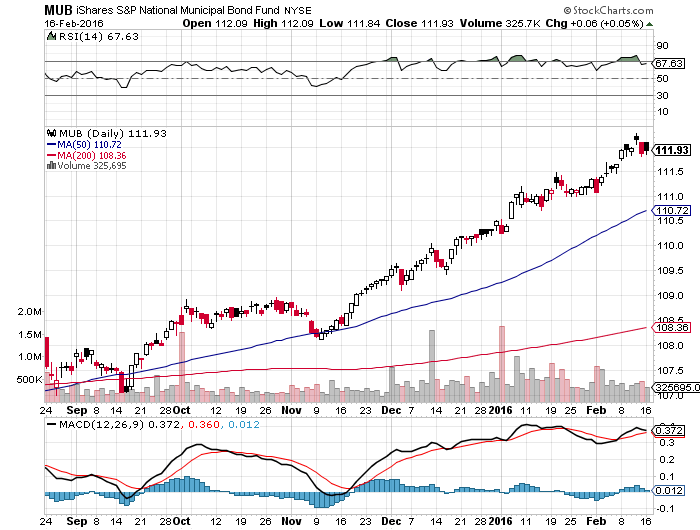 MUB iShares S&P National Municipal Bond Fund NYSE © StockCharts.com
16-Feb-2016 Open 112.09 High 112.09 Low 111.84 Close 111.93 Volume 325.7K Chg +0.06 (+0.05%)
RSI(14) 67.63
90
67.63
50
30
10
MUB (Daily) 111.93
MA(50) 110.72
MA(200) 108.36
Volume 325,695
111.93
111.5
111.0
110.72
110.5
110.0
109.5
109.0
108.5
108.36
108.0
107.5
107.0
2.0M
1.5M
1.0M
500K
325695.0
24 Sep 8 14 21 28 Oct 12 19 26 Nov 9 16 23 Dec 7 14 21 28 2016 11 19 25 Feb 8 16
MACD(12,26,9) 0.372, 0.360, 0.012
0.372
0.3
0.2
0.1
0.012
-0.1
24 Sep 8 14 21 28 Oct 12 19 26 Nov 9 16 23 Dec 7 14 21 28 2016 11 19 25 Feb 8 16